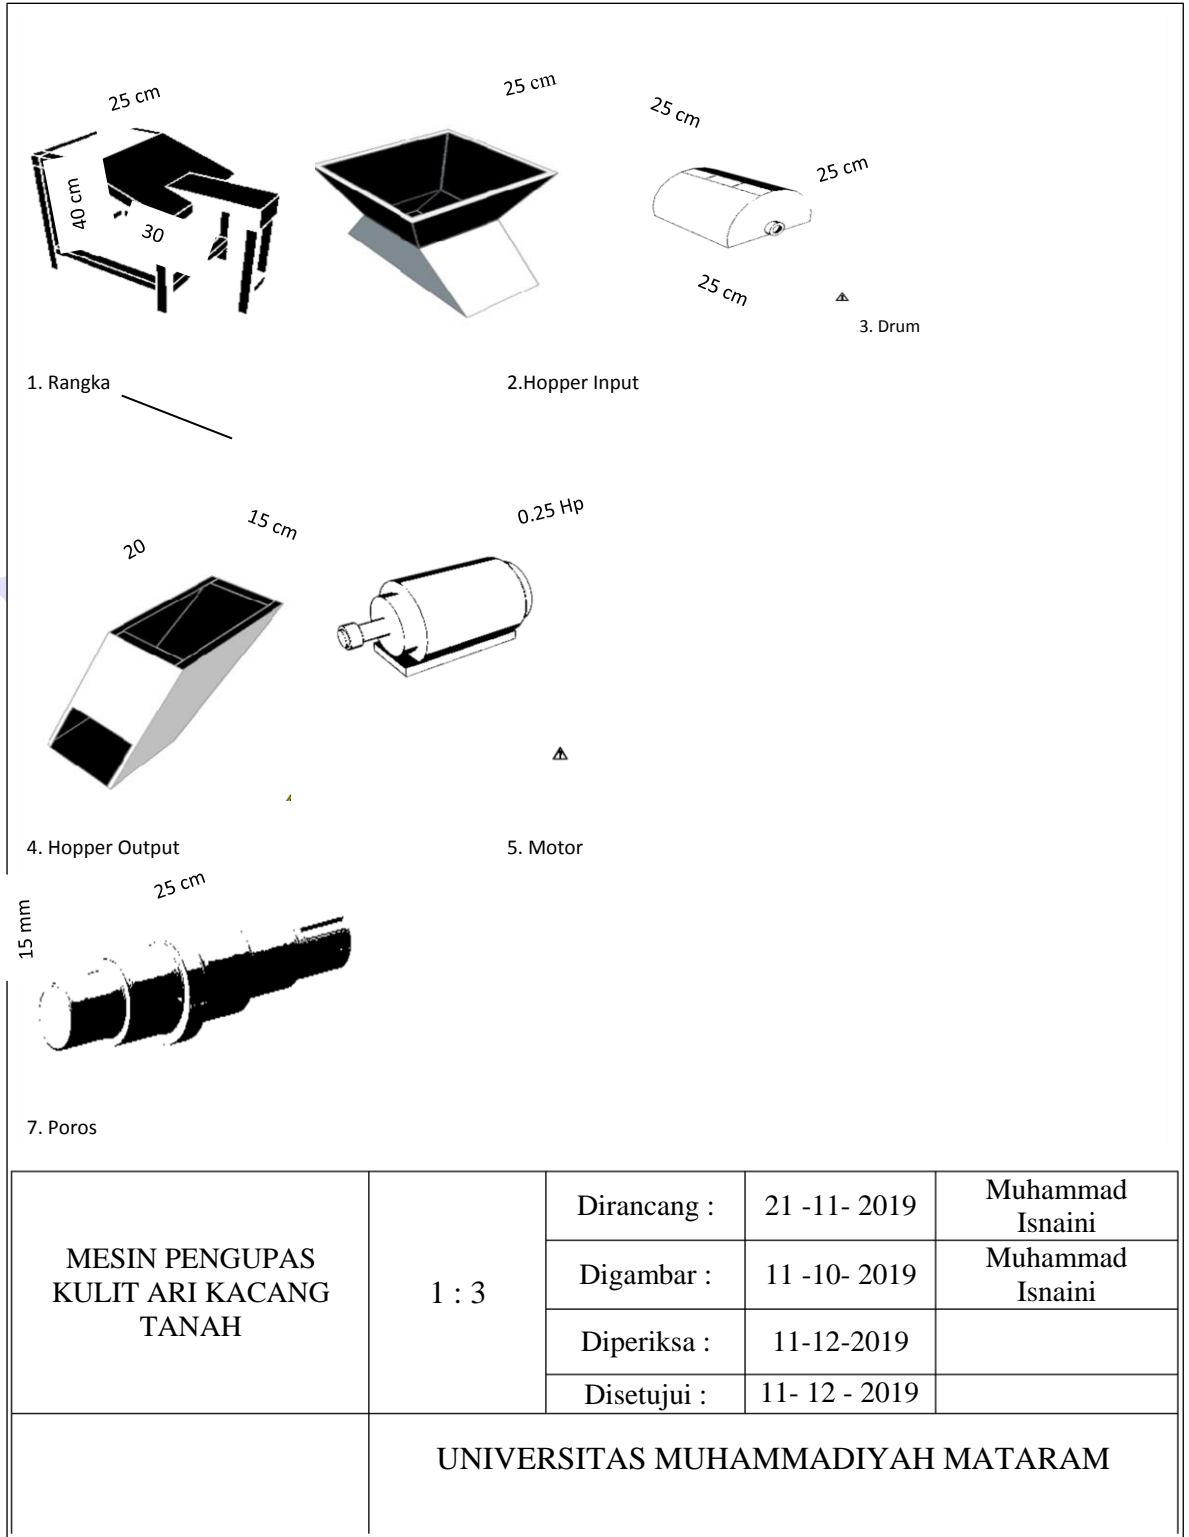 25 cm
40 cm
30
25 cm
25 cm
25 cm
25 cm
3. Drum
1. Rangka
2.Hopper Input
20
15 cm
0.25 Hp
4. Hopper Output
5. Motor
15 mm
25 cm
7. Poros
MESIN PENGUPAS
KULIT ARI KACANG
TANAH
1 : 3
Dirancang :
21 -11- 2019
Muhammad
Isnaini
Digambar :
11 -10- 2019
Muhammad
Isnaini
Diperiksa :
11-12-2019
Disetujui :
11- 12 - 2019
UNIVERSITAS MUHAMMADIYAH MATARAM